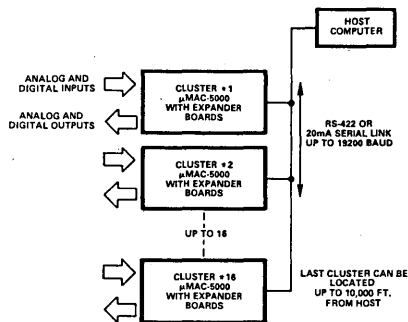 HOST
COMPUTER
ANALOG AND
DIGITAL INPUTS
ANALOG AND
DIGITAL OUTPUTS
CLUSTER *1
μMAC-5000
WITH EXPANDER
BOARDS
RS-422 OR
20mA SERIAL LINK
UP TO 19200 BAUD
CLUSTER *2
μMAC-5000
WITH EXPANDER
BOARDS
UP TO 16
CLUSTER *16
μMAC-5000
WITH EXPANDER
BOARDS
LAST CLUSTER CAN BE
LOCATED
UP TO 10,000 FT.
FROM HOST